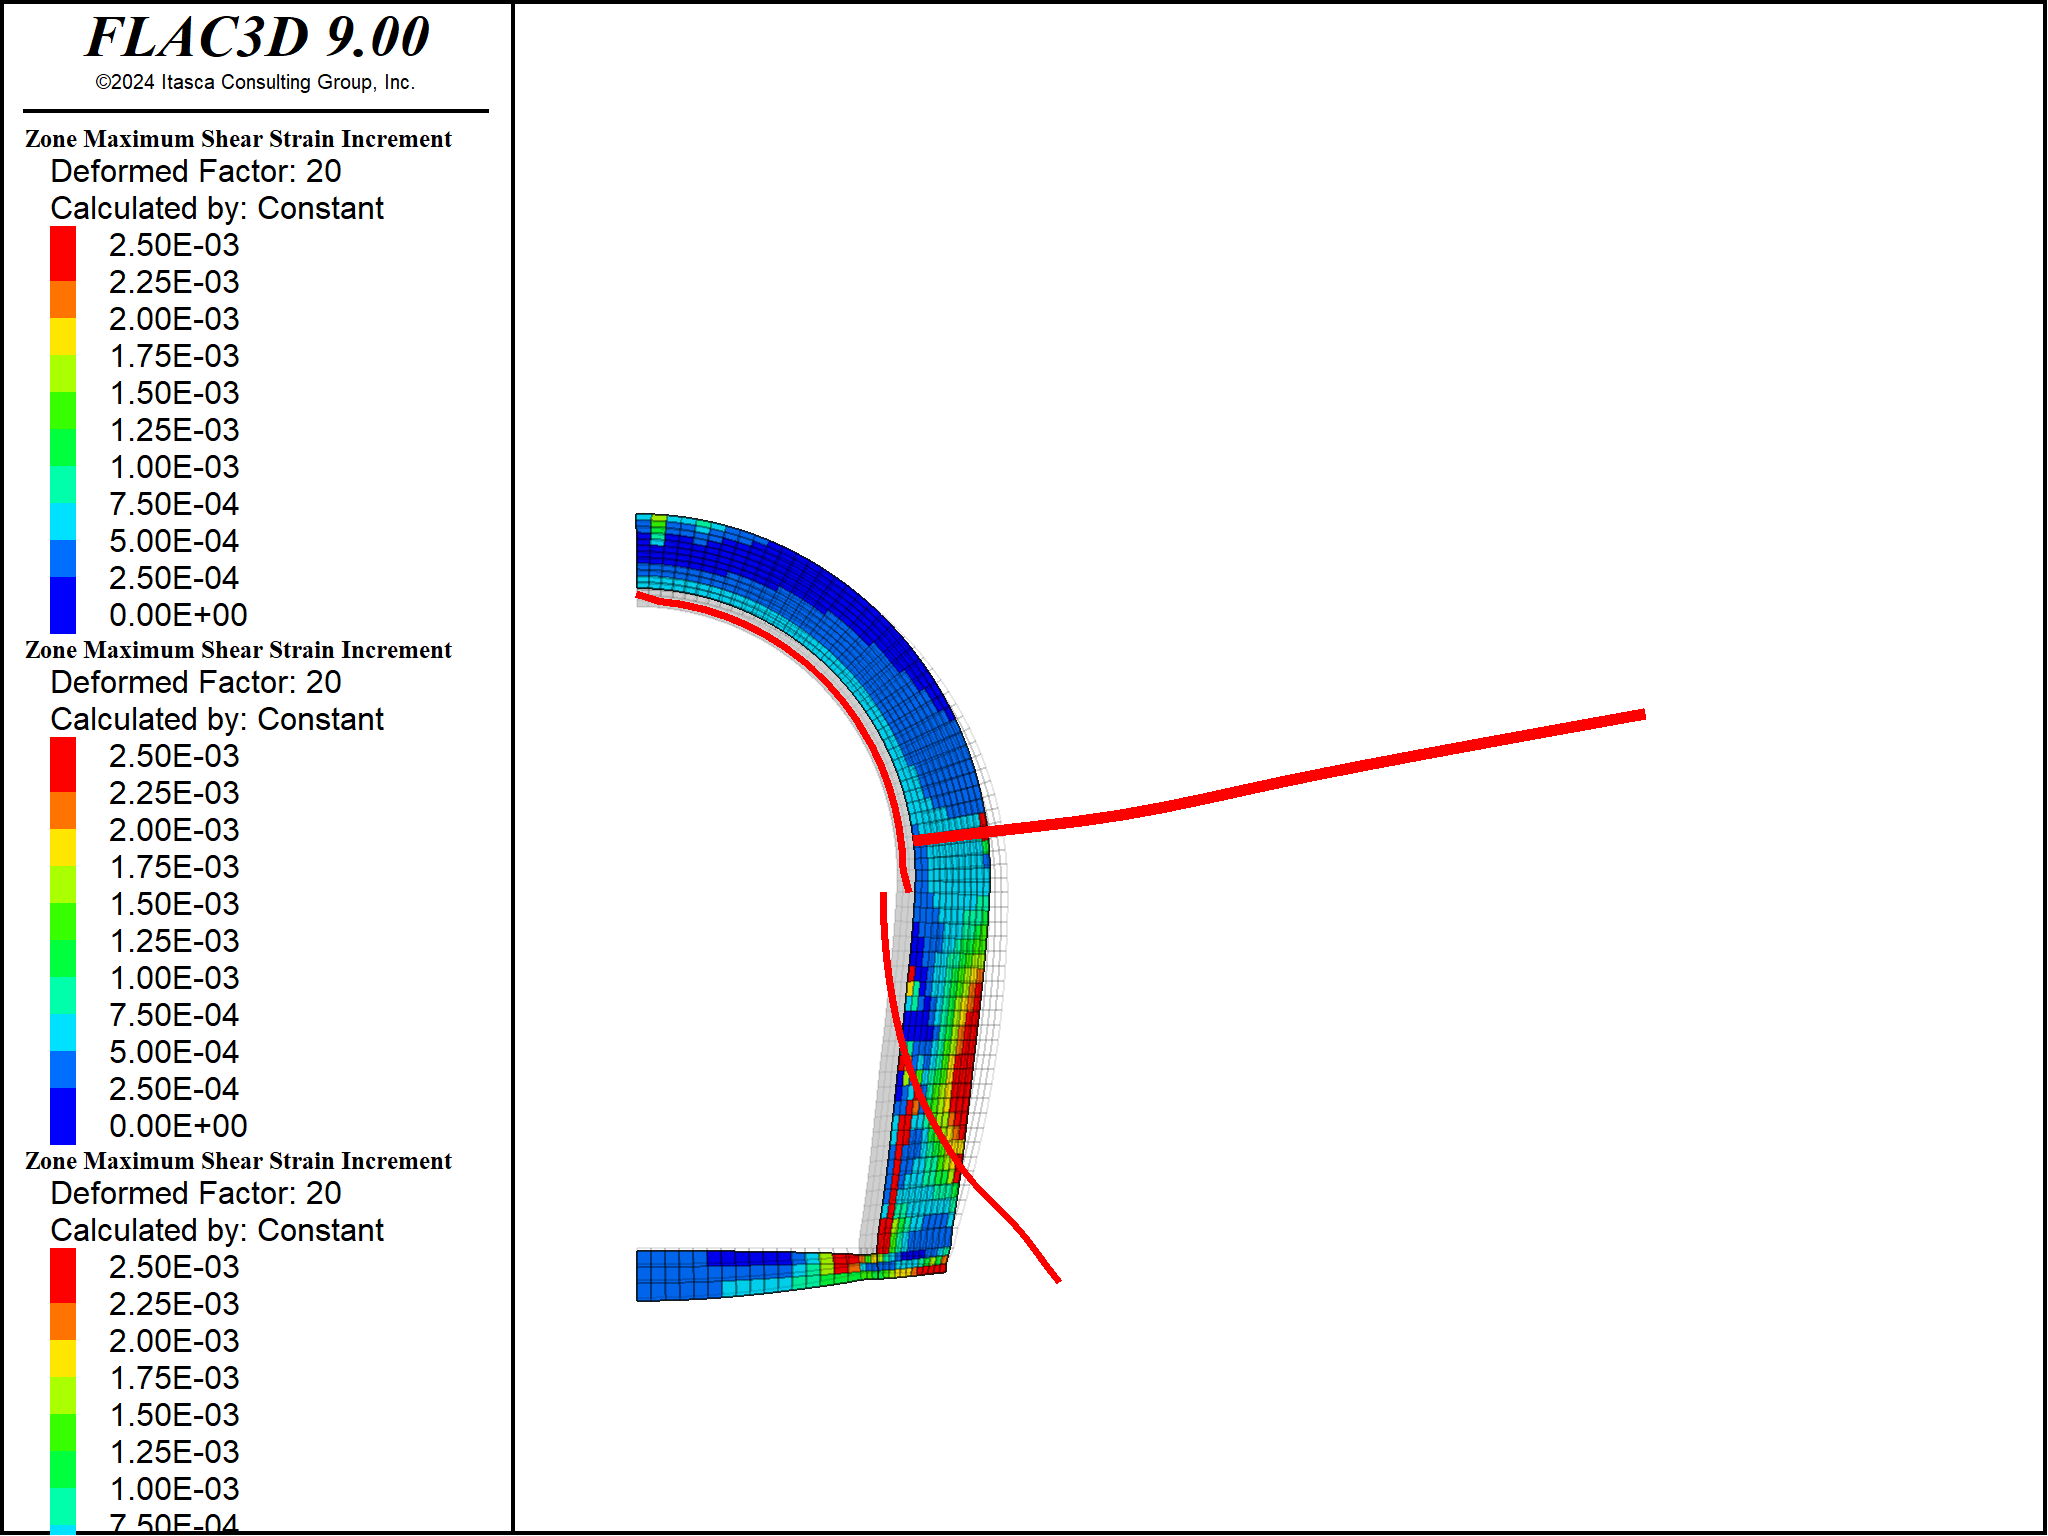 FLAC3D 9.00
©2024 Itasca Consulting Group, Inc.
Zone Maximum Shear Strain Increment
Deformed Factor: 20
Calculated by: Constant
2.50E-03
2.25E-03
2.00E-03
1.75E-03
1.50E-03
1.25E-03
1.00E-03
7.50E-04
5.00E-04
2.50E-04
0.00E+00
Zone Maximum Shear Strain Increment
Deformed Factor: 20
Calculated by: Constant
2.50E-03
2.25E-03
2.00E-03
1.75E-03
1.50E-03
1.25E-03
1.00E-03
7.50E-04
5.00E-04
2.50E-04
0.00E+00
Zone Maximum Shear Strain Increment
Deformed Factor: 20
Calculated by: Constant
2.50E-03
2.25E-03
2.00E-03
1.75E-03
1.50E-03
1.25E-03
1.00E-03
7.50E-04